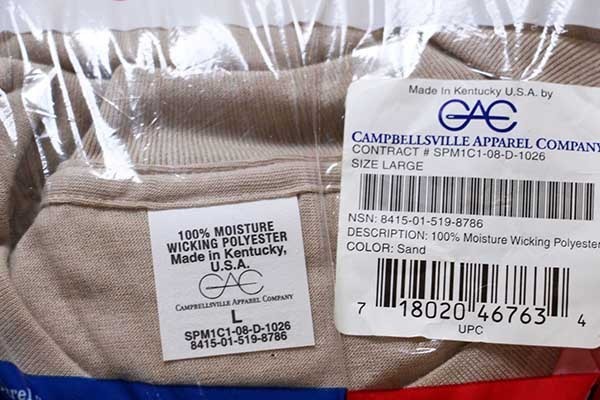 100% MOISTURE
WICKING POLYESTER
Made in Kentucky,
U.S.A.
CAC
CAMPBELLSVILLE APPAREL COMPANY
L
SPM1C1-08-D-1026
8415-01-519-8786
Made In Kentucky U.S.A. by
CAC
CAMPBELLSVILLE APPAREL COMPANY
CONTRACT # SPM1C1-08-D-1026
SIZE LARGE
NSN: 8415-01-519-8786
DESCRIPTION: 100% Moisture Wicking Polyester
COLOR: Sand
7 18020 46763 4
UPC